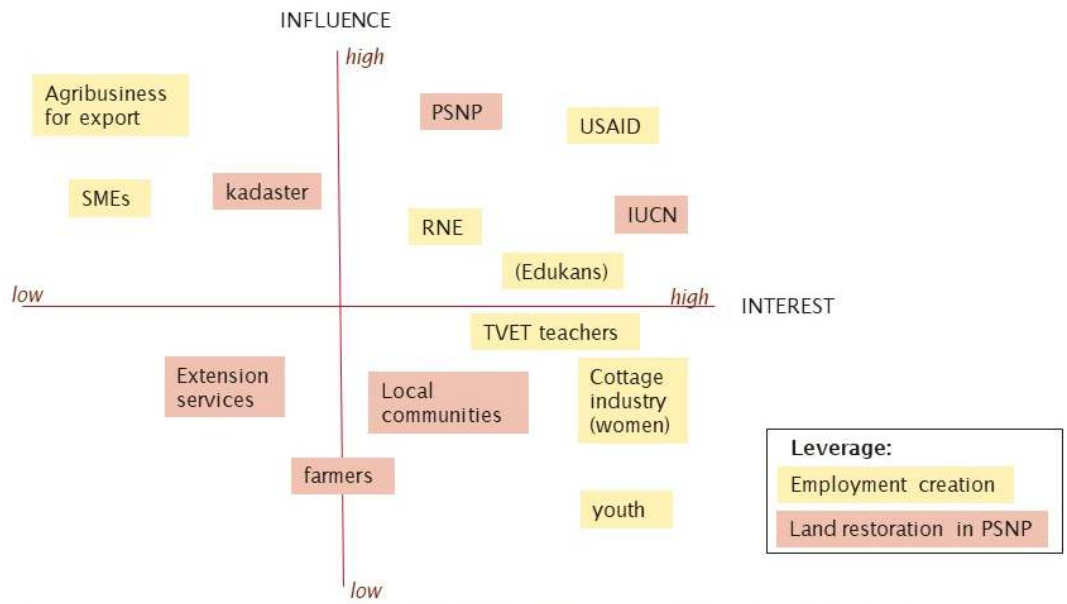 INFLUENCE
high
Agribusiness
for export
PSNP
USAID
SMEs
kadaster
RNE
IUCN
(Edukans)
low
high
INTEREST
TVET teachers
Extension
services
Local
communities
Cottage
industry
(women)
farmers
youth
low
Leverage:
Employment creation
Land restoration in PSNP